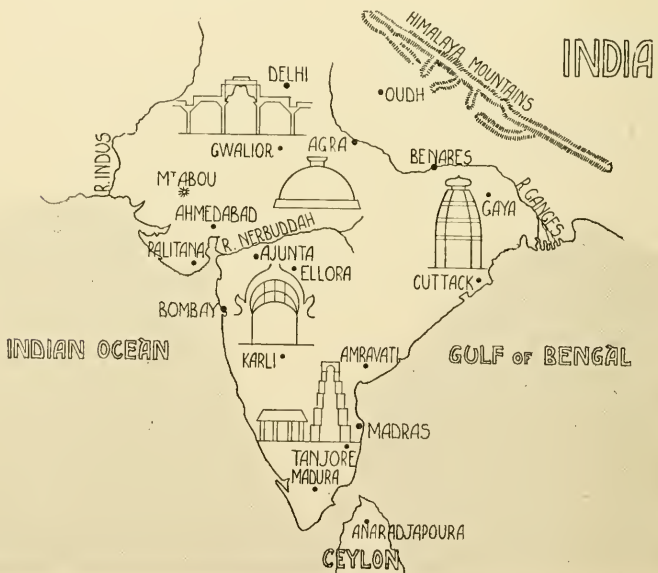 INDIA
HIMALAYA MOUNTAINS
DELHI
OUDH
GWALIOR
AGRA
BENARES
R. INDUS
MT ABOU
GAYA
R. GANGES
AHMEDABAD
R. NERBUDDAH
PALITANA
AJUNTA
ELLORA
CUTTACK
BOMBAY
INDIAN OCEAN
KARLI
AMRAVATI
GULF OF BENGAL
MADRAS
TANJORE
MADURA
ANARADJAPOURA
CEYLON